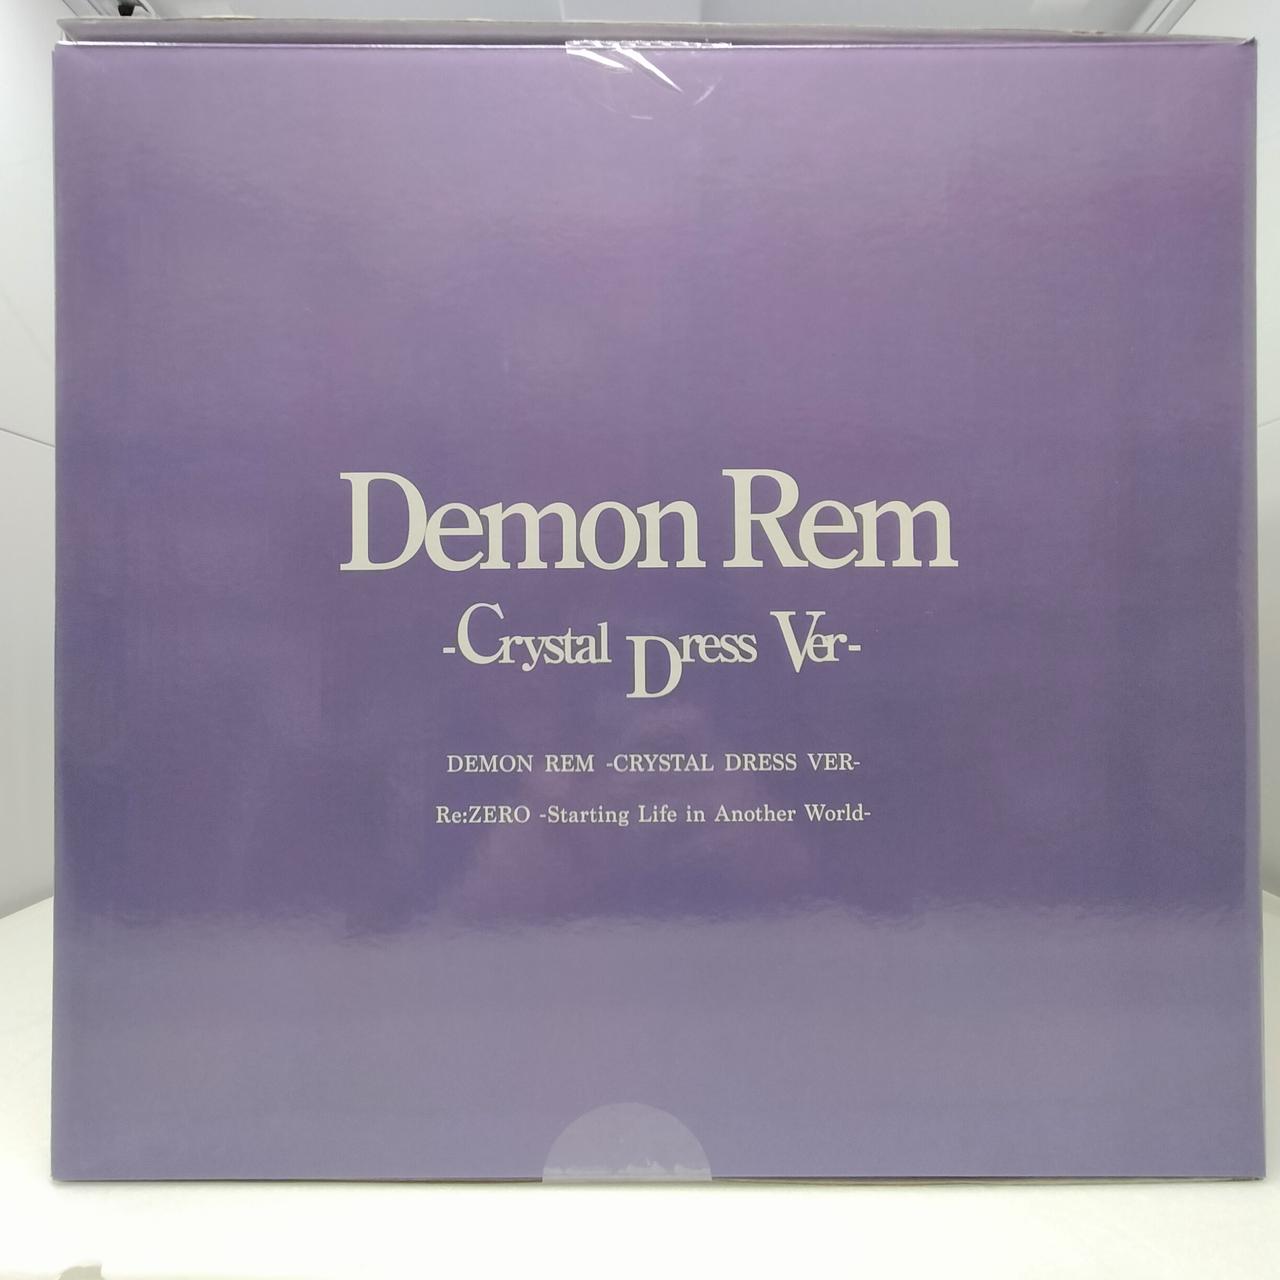 Demon Rem
-Crystal Dress Ver-
DEMON REM -CRYSTAL DRESS VER-
Re:ZERO -Starting Life in Another World-